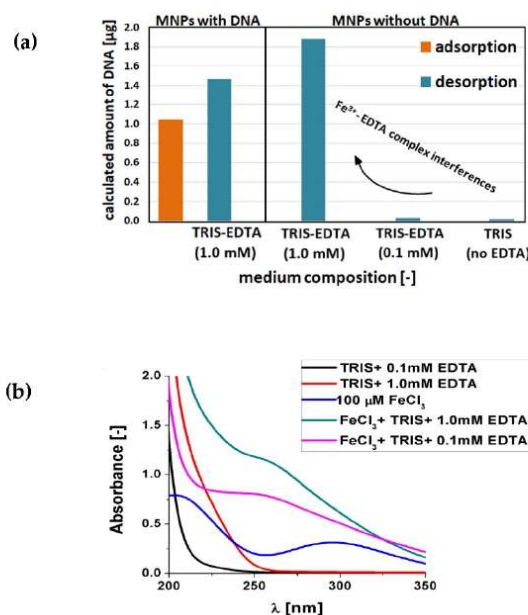 (a)
MNPs with DNA
MNPs without DNA
calculated amount of DNA [µg]
2.0
1.8
1.6
1.4
1.2
1.0
0.8
0.6
0.4
0.2
0.0
adsorption
desorption
Fe³⁺-EDTA complex interferences
TRIS-EDTA TRIS-EDTA TRIS-EDTA TRIS
(1.0 mM) (1.0 mM) (0.1 mM) (no EDTA)
medium composition [-]
(b)
TRIS+ 0.1mM EDTA
TRIS+ 1.0mM EDTA
100 µM FeCl₃
FeCl₃+ TRIS+ 1.0mM EDTA
FeCl₃+ TRIS+ 0.1mM EDTA
Absorbance [-]
2.0
1.5
1.0
0.5
0.0
200 250 300 350
λ [nm]